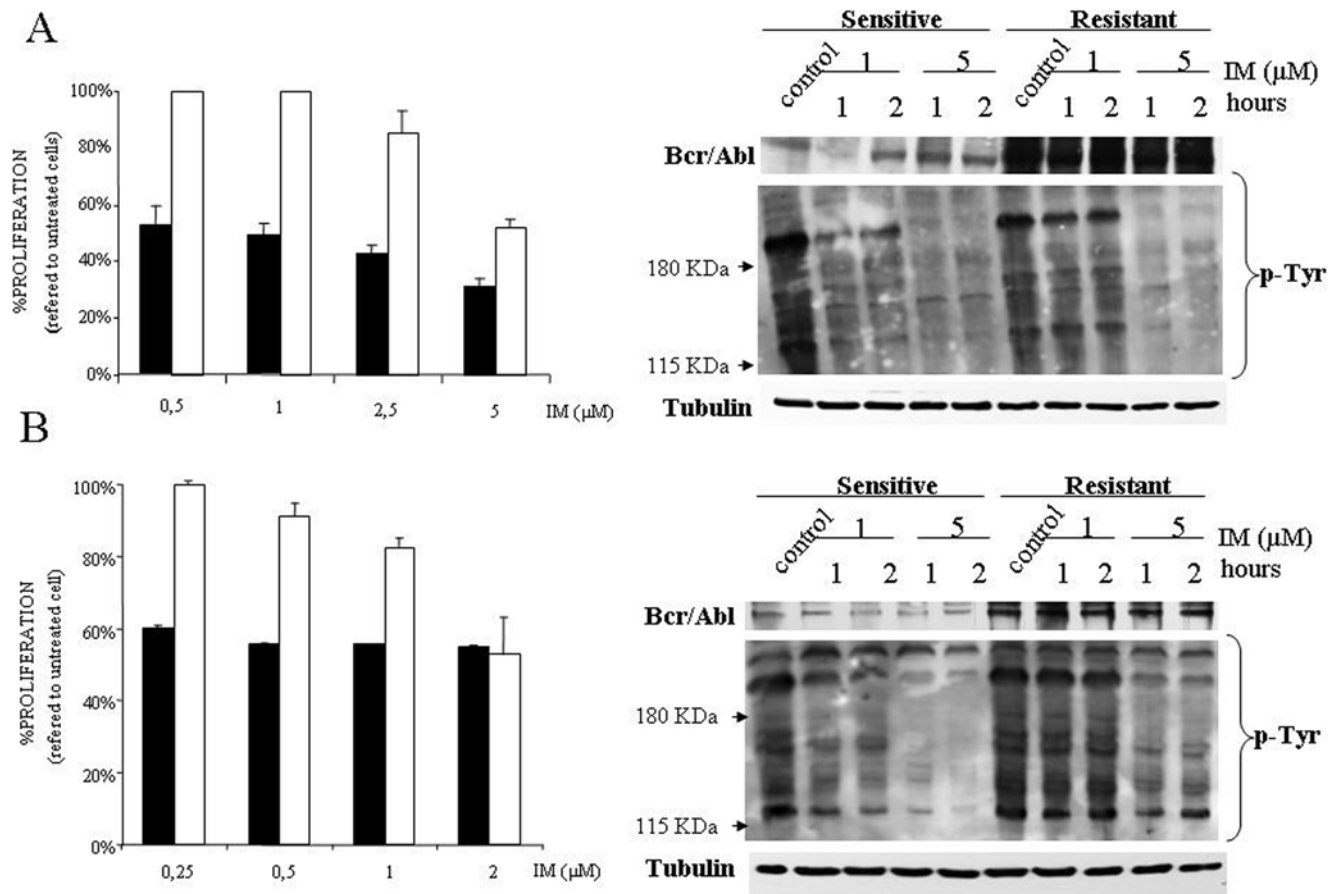 A
%PROLIFERATION
(refered to untreated cells)
100%
80%
60%
40%
20%
0%
0,5 1 2,5 5 IM (µM)
Sensitive Resistant
control 1 5 control 1 5 IM (µM)
1 2 1 2 1 2 1 2 hours
Bcr/Abl
180 KDa
p-Tyr
115 KDa
Tubulin
B
%PROLIFERATION
(refered to untreated cell)
100%
80%
60%
40%
20%
0%
0,25 0,5 1 2 IM (µM)
Sensitive Resistant
control 1 5 control 1 5 IM (µM)
1 2 1 2 1 2 1 2 hours
Bcr/Abl
180 KDa
p-Tyr
115 KDa
Tubulin